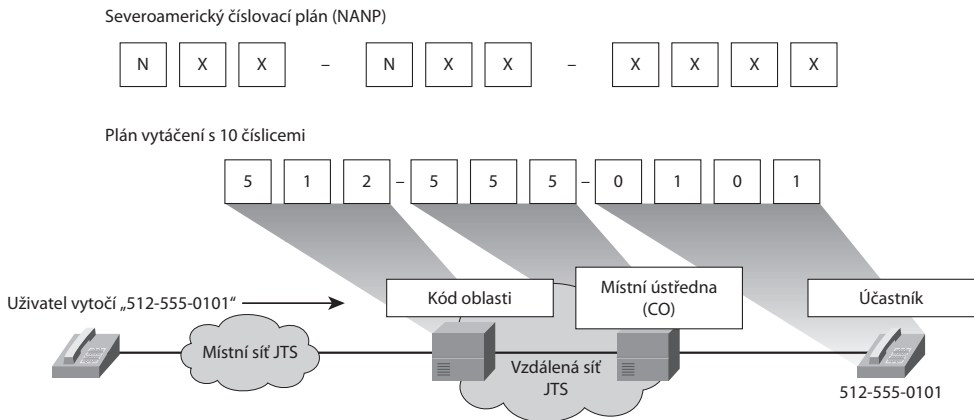 Severoamerický číslovací plán (NANP)
N X X – N X X – X X X X
Plán vytáčení s 10 číslicemi
5 1 2 – 5 5 5 – 0 1 0 1
Uživatel vytočí „512-555-0101“
Kód oblasti
Místní ústředna
(CO)
Účastník
Místní síť JTS
Vzdálená síť
JTS
512-555-0101